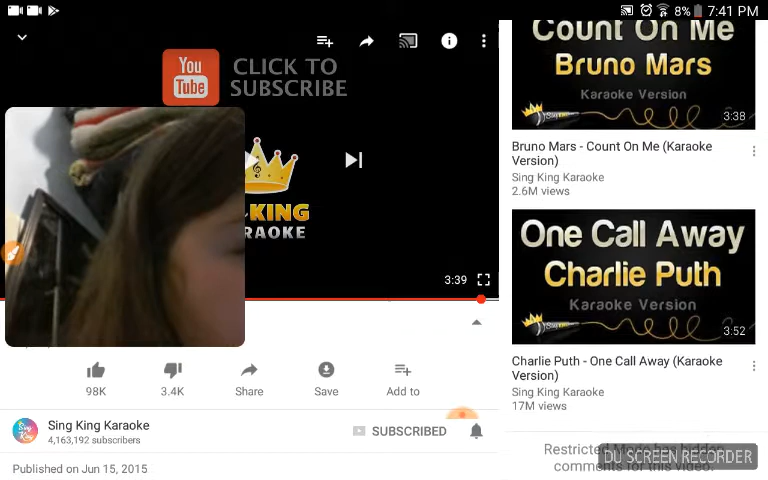 8% 7:41 PM
You
Tube
CLICK TO
SUBSCRIBE
KING
RAOKE
3:39
98K
3.4K
Share
Save
Add to
Sing King Karaoke
4,163,192 subscribers
SUBSCRIBED
Published on Jun 15, 2015
Count On Me
Bruno Mars
Karaoke Version
3:38
Bruno Mars - Count On Me (Karaoke
Version)
Sing King Karaoke
2.6M views
One Call Away
Charlie Puth
Karaoke Version
3:52
Charlie Puth - One Call Away (Karaoke
Version)
Sing King Karaoke
17M views
Restricted Mode has hidden
comments for this video.
DU SCREEN RECORDER